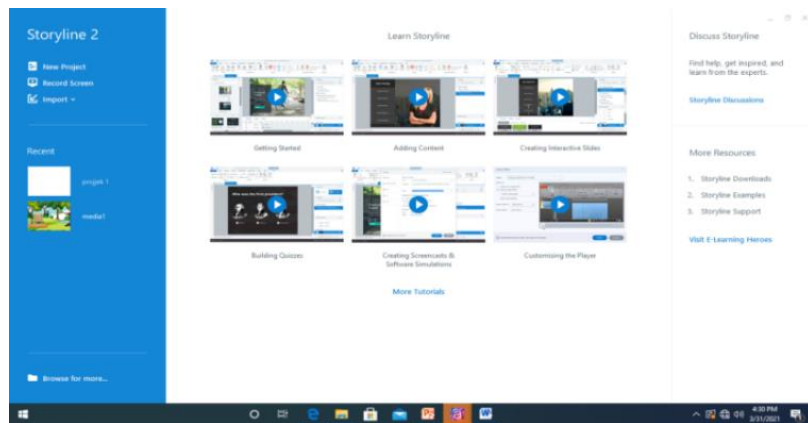 Storyline 2
New Project
Record Screen
Import
Recent
projek 1
media1
Browse for more...
Learn Storyline
Getting Started
Adding Content
Creating Interactive Slides
Building Quizzes
Creating Screencasts &
Software Simulations
Customizing the Player
More Tutorials
Discuss Storyline
Find help, get inspired, and
learn from the experts.
Storyline Discussions
More Resources
1. Storyline Downloads
2. Storyline Examples
3. Storyline Support
Visit E-Learning Heroes
4:30 PM
3/31/2021